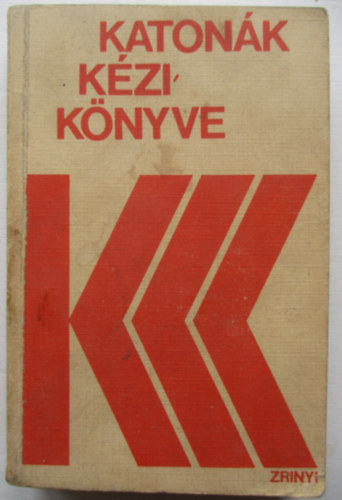 KATONÁK
KÉZI-
KÖNYVE
ZRINYI